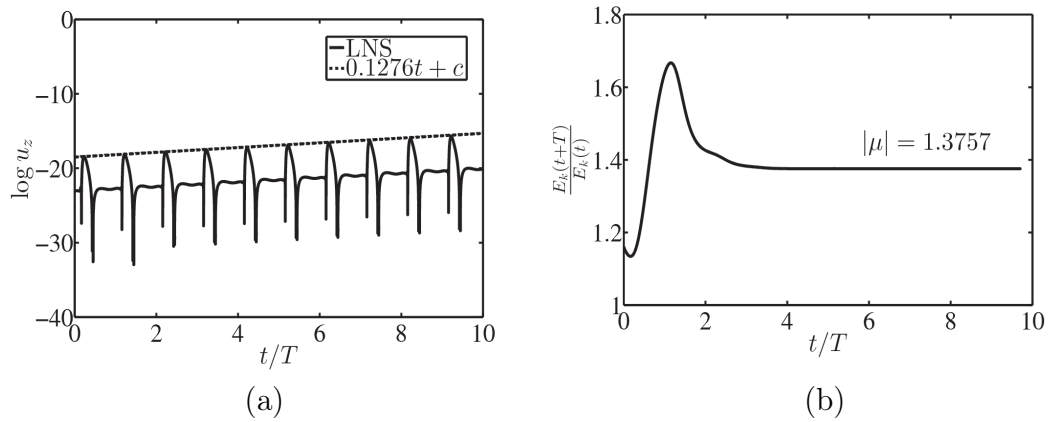 0
−10
−20
−30
−40
log u_z
LNS
0.1276t + c
0 2 4 6 8 10
t/T
(a)
1.8
1.6
1.4
1.2
1
E_k(t+T)
E_k(t)
|μ| = 1.3757
0 2 4 6 8 10
t/T
(b)